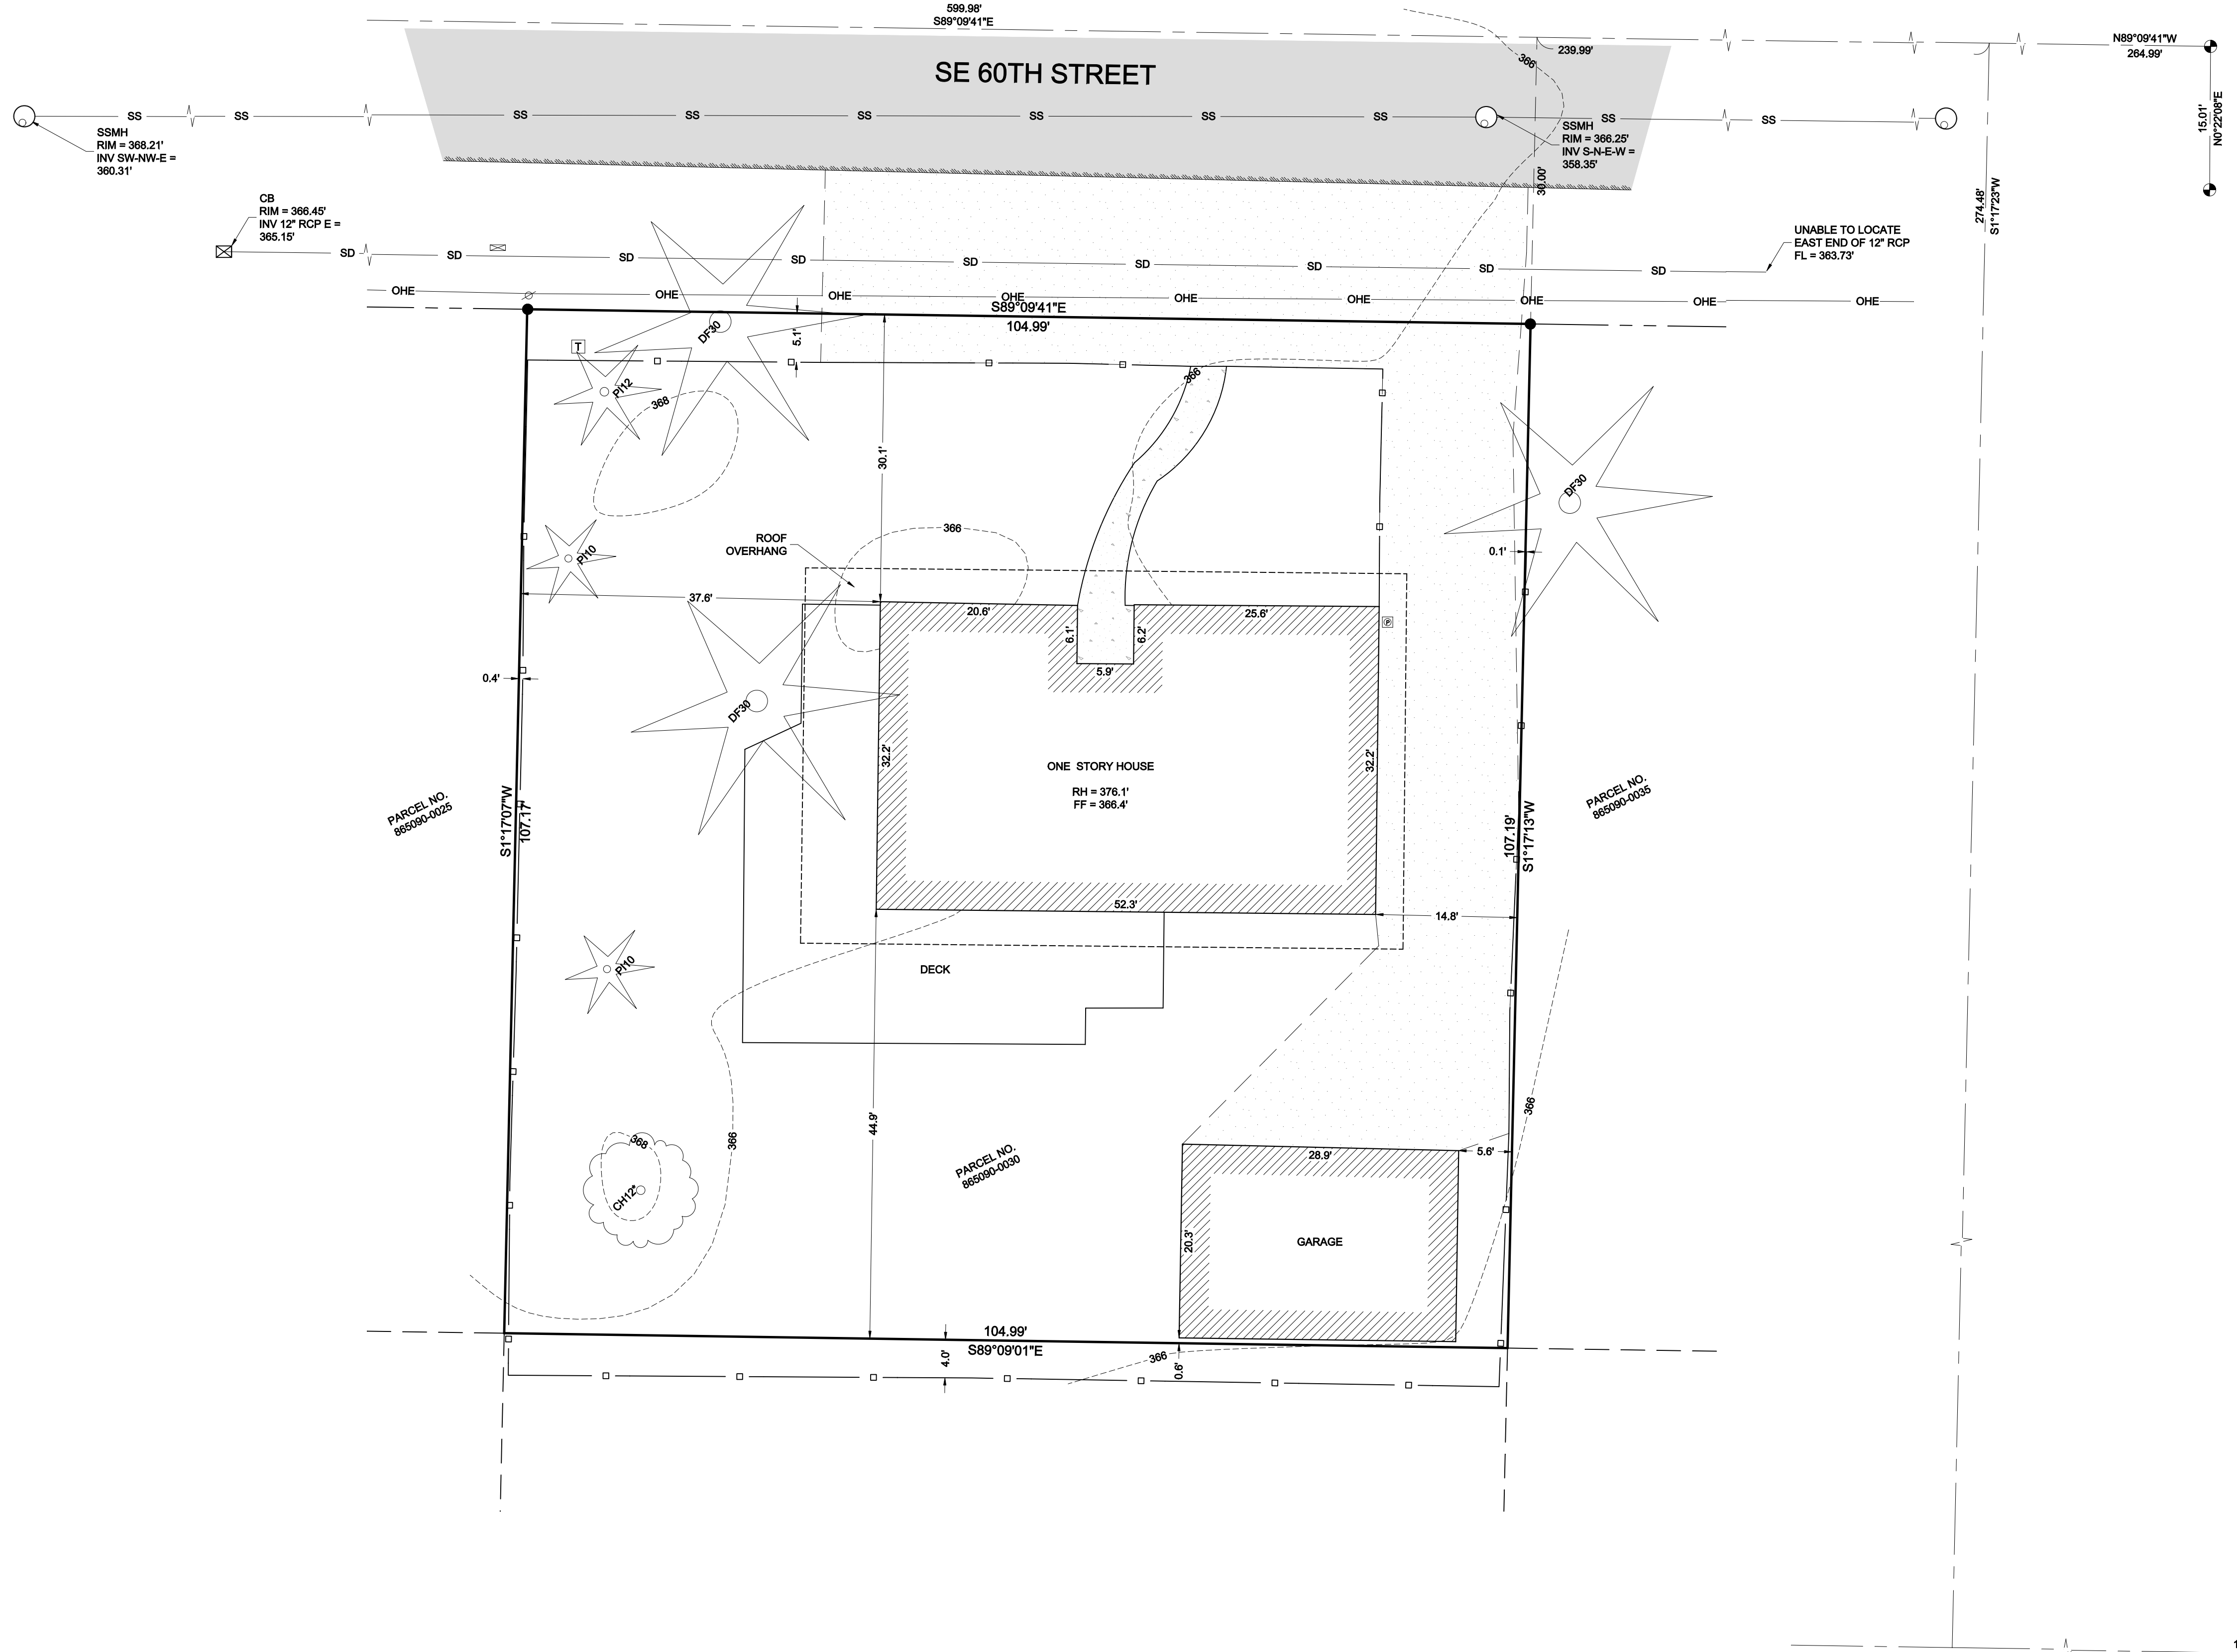 599.98'
S89°09'41"E
239.99'
N89°09'41"W
264.99'
366
SE 60TH STREET
SS
SS
SS
SS
SS
SS
SS
SS
SS
SS
15.01'
N0°22'08"E
SSMH
RIM = 368.21'
INV SW-NW-E =
360.31'
SSMH
RIM = 366.25'
INV S-N-E-W =
358.35'
30.00'
274.48'
S1°17'23"W
CB
RIM = 366.45'
INV 12" RCP E =
365.15'
UNABLE TO LOCATE
EAST END OF 12" RCP
FL = 363.73'
SD
SD
SD
SD
SD
SD
SD
SD
SD
OHE
OHE
OHE
OHE
OHE
OHE
OHE
OHE
OHE
S89°09'41"E
104.99'
DF30
5.1'
T
PI12
368
366
30.1'
DF30
366
ROOF
OVERHANG
PI10
0.1'
37.6'
20.6'
25.6'
P
6.1'
6.2'
5.9'
0.4'
DF30
32.2'
32.2'
ONE STORY HOUSE
RH = 376.1'
FF = 366.4'
PARCEL NO.
865090-0025
S1°17'07"W
107.17'
107.19'
S1°17'13"W
PARCEL NO.
865090-0035
52.3'
14.8'
PI10
DECK
44.9'
366
366
368
CH12"
PARCEL NO.
865090-0030
28.9'
5.6'
20.3'
GARAGE
104.99'
S89°09'01"E
4.0'
366
0.6'